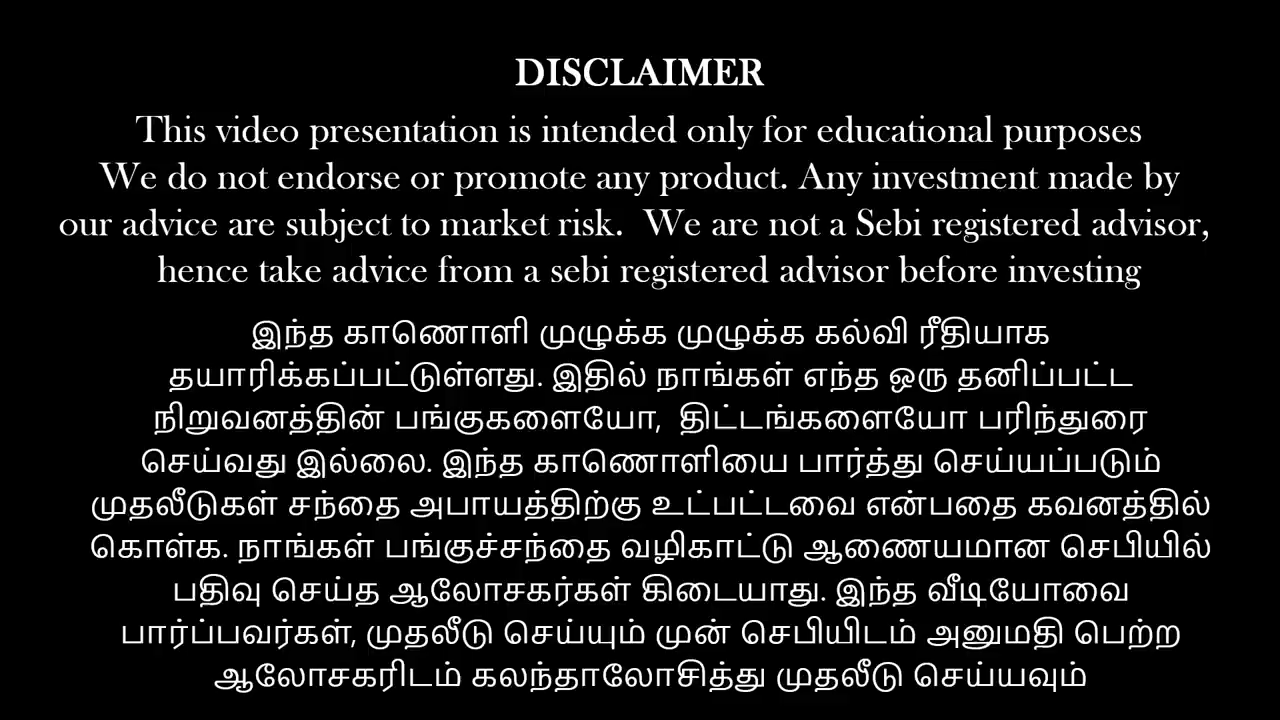 DISCLAIMER
This video presentation is intended only for educational purposes
We do not endorse or promote any product. Any investment made by
our advice are subject to market risk.  We are not a Sebi registered advisor,
hence take advice from a sebi registered advisor before investing
இந்த காணொளி முழுக்க முழுக்க கல்வி ரீதியாக
தயாரிக்கப்பட்டுள்ளது. இதில் நாங்கள் எந்த ஒரு தனிப்பட்ட
நிறுவனத்தின் பங்குகளையோ,  திட்டங்களையோ பரிந்துரை
செய்வது இல்லை. இந்த காணொளியை பார்த்து செய்யப்படும்
முதலீடுகள் சந்தை அபாயத்திற்கு உட்பட்டவை என்பதை கவனத்தில்
கொள்க. நாங்கள் பங்குச்சந்தை வழிகாட்டு ஆணையமான செபியில்
பதிவு செய்த ஆலோசகர்கள் கிடையாது. இந்த வீடியோவை
பார்ப்பவர்கள், முதலீடு செய்யும் முன் செபியிடம் அனுமதி பெற்ற
ஆலோசகரிடம் கலந்தாலோசித்து முதலீடு செய்யவும்